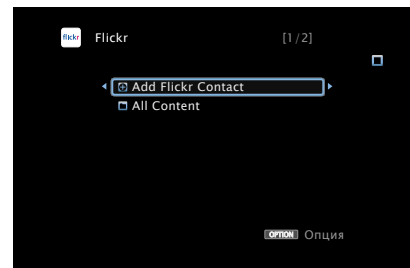 flickr Flickr [1/2]
Add Flickr Contact
All Content
OPTION Опция